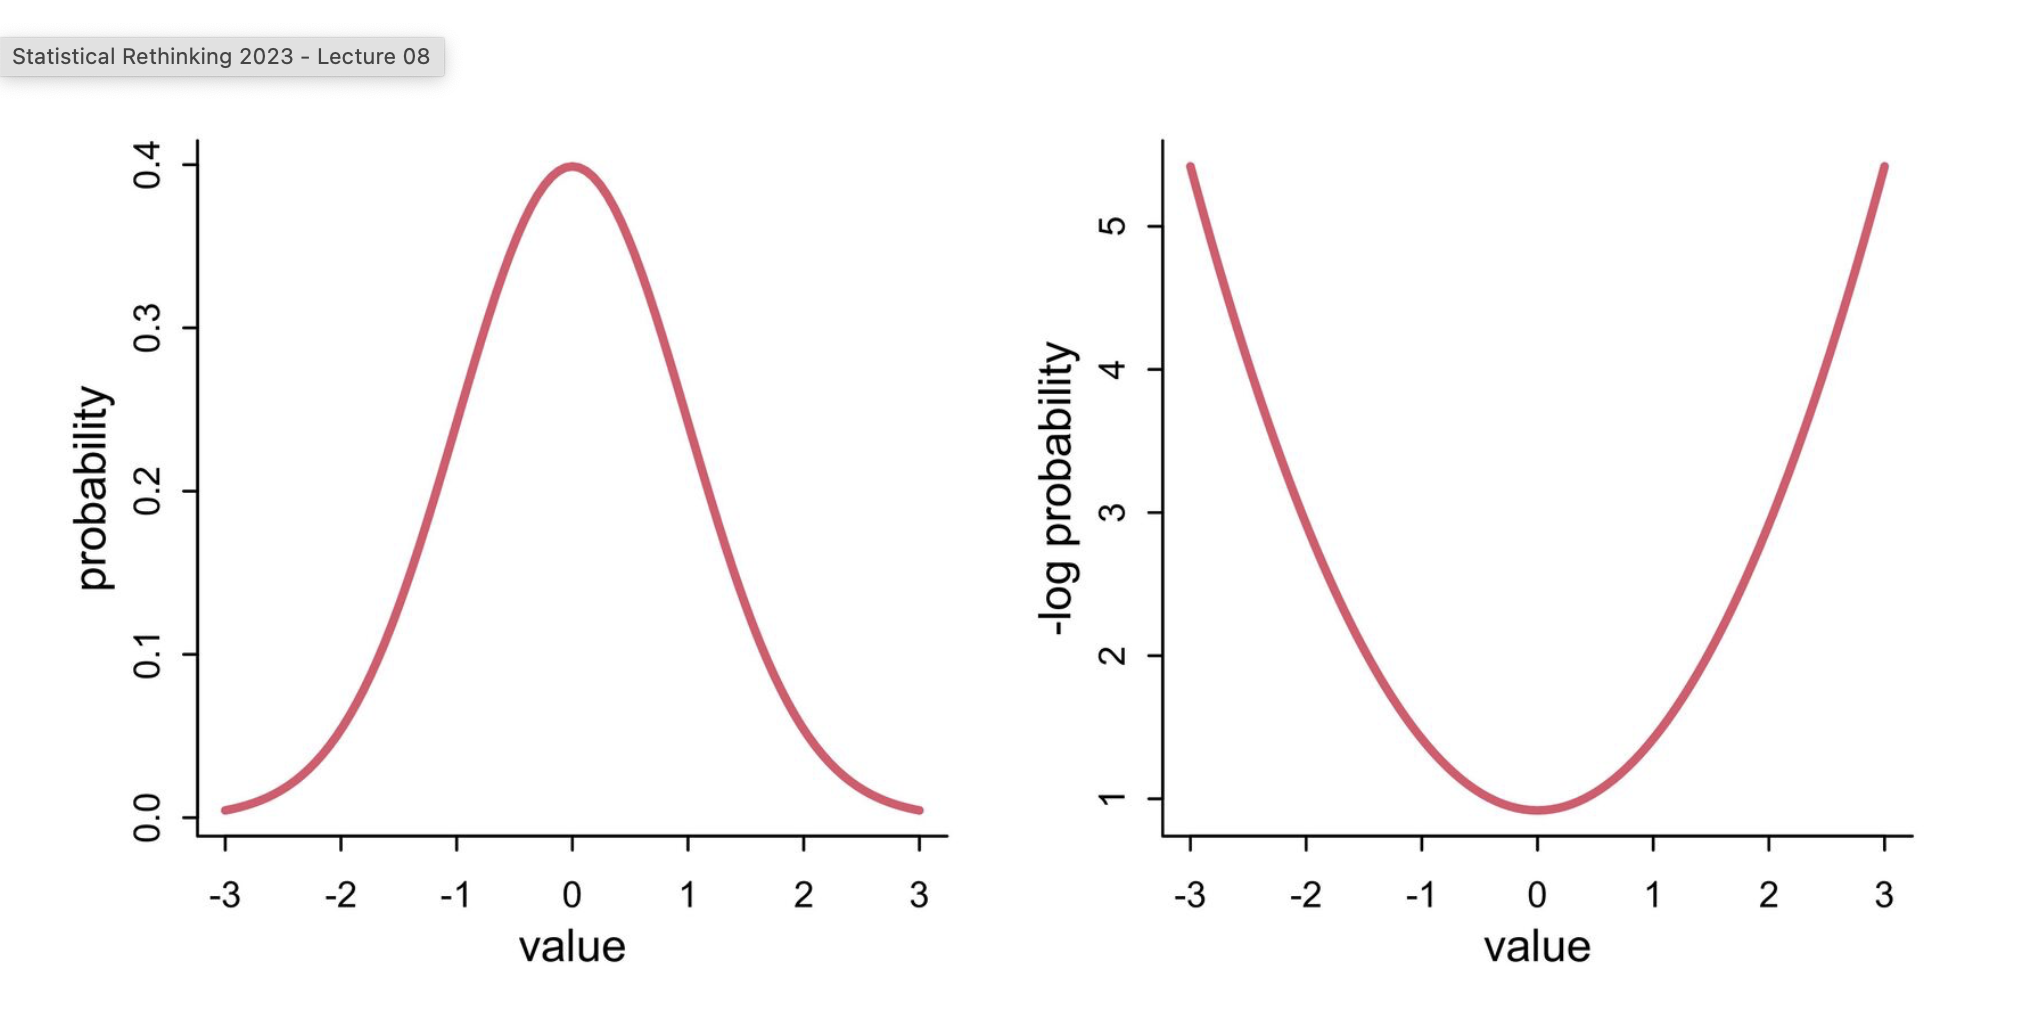 Statistical Rethinking 2023 - Lecture 08
probability
0.4
0.3
0.2
0.1
0.0
-3 -2 -1 0 1 2 3
value
-log probability
5
4
3
2
1
-3 -2 -1 0 1 2 3
value